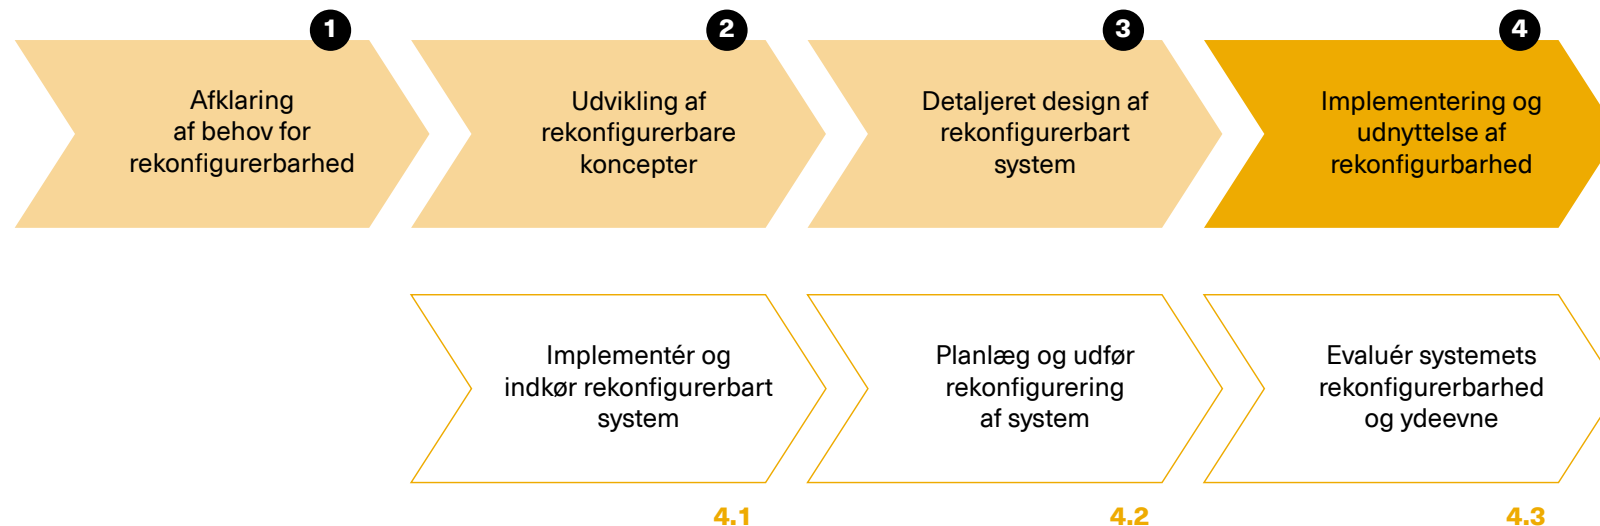 1
Afklaring
af behov for
rekonfigurerbarhed
2
Udvikling af
rekonfigurerbare
koncepter
3
Detaljeret design af
rekonfigurerbart
system
4
Implementering og
udnyttelse af
rekonfigurbarhed
Implementér og
indkør rekonfigurerbart
system
4.1
Planlæg og udfør
rekonfigurering
af system
4.2
Evaluér systemets
rekonfigurerbarhed
og ydeevne
4.3